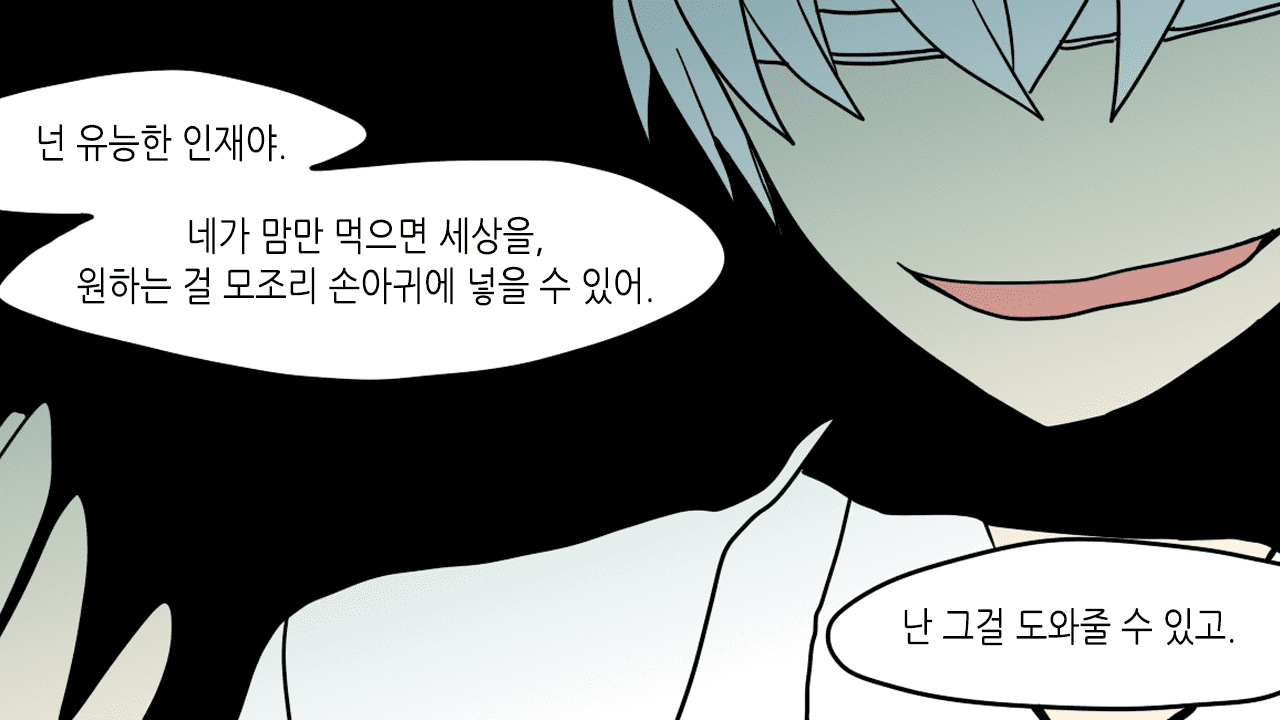 넌 유능한 인재야.
네가 맘만 먹으면 세상을,
원하는 걸 모조리 손아귀에 넣을 수 있어.
난 그걸 도와줄 수 있고.